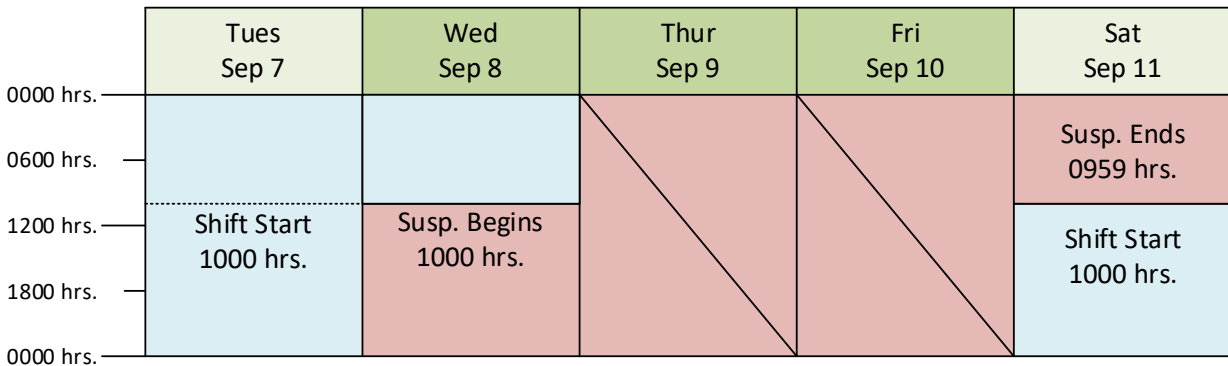 Tues
Sep 7
Wed
Sep 8
Thur
Sep 9
Fri
Sep 10
Sat
Sep 11
0000 hrs.
0600 hrs.
1200 hrs.
1800 hrs.
0000 hrs.
Shift Start
1000 hrs.
Susp. Begins
1000 hrs.
Susp. Ends
0959 hrs.
Shift Start
1000 hrs.